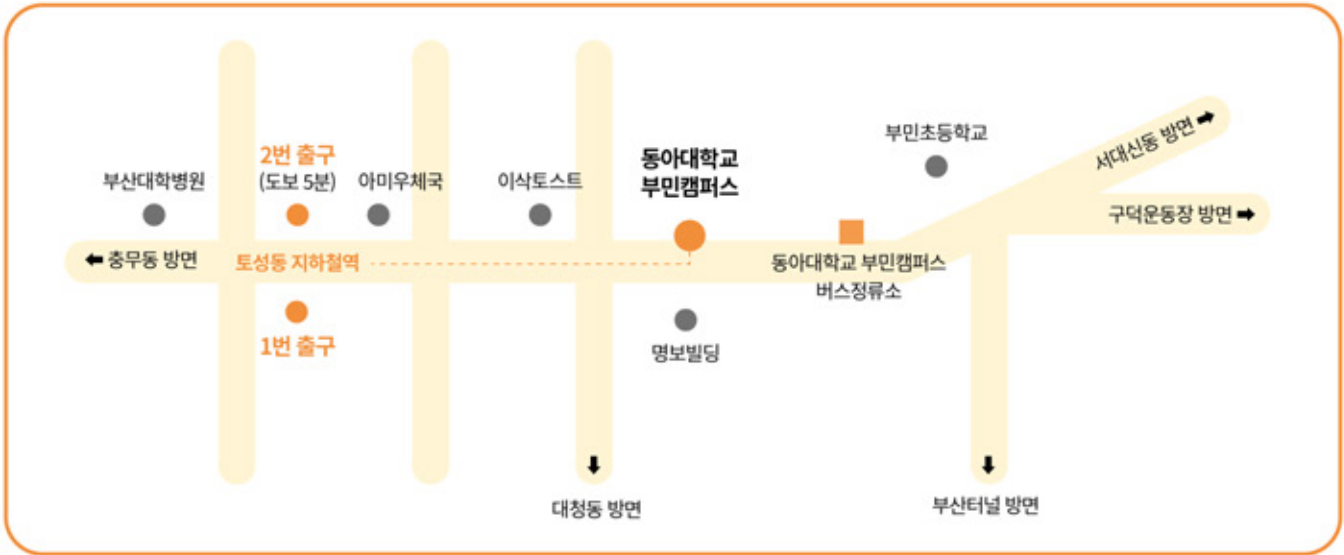 부산대학병원
2번 출구
(도보 5분)
아미우체국
이삭토스트
동아대학교
부민캠퍼스
부민초등학교
서대신동 방면
구덕운동장 방면
충무동 방면
토성동 지하철역
동아대학교 부민캠퍼스
버스정류소
1번 출구
명보빌딩
대청동 방면
부산터널 방면